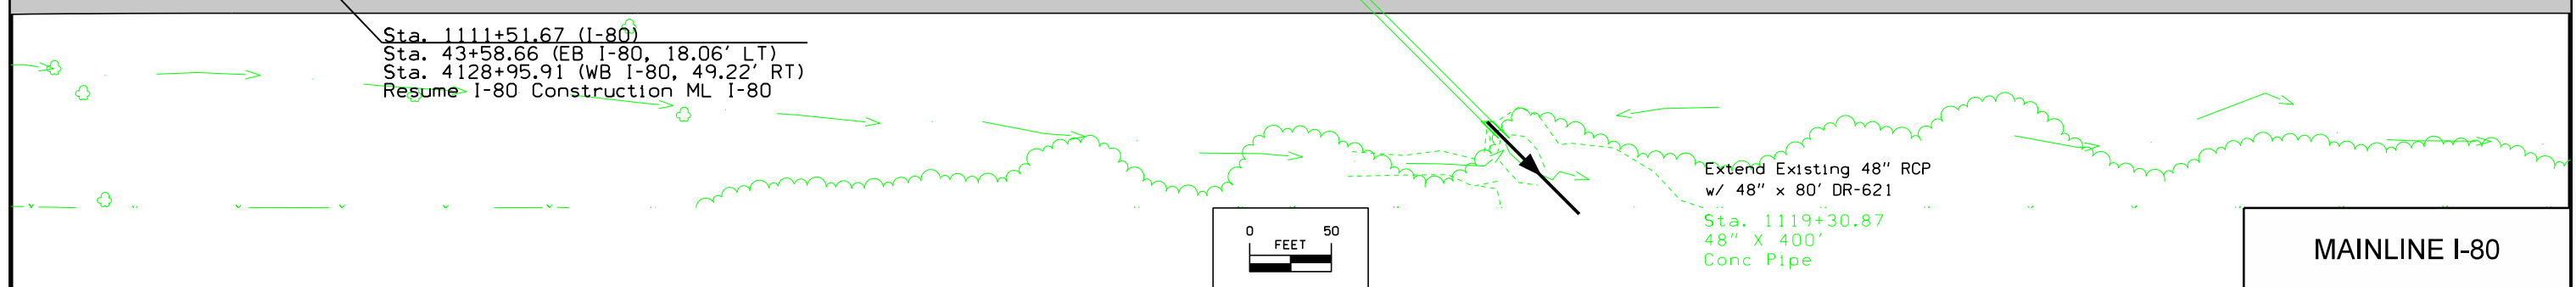 Sta. 1111+51.67 (I-80)
Sta. 43+58.66 (EB I-80, 18.06' LT)
Sta. 4128+95.91 (WB I-80, 49.22' RT)
Resume I-80 Construction ML I-80
Extend Existing 48" RCP
w/ 48" x 80' DR-621
Sta. 1119+30.87
48" X 400'
Conc Pipe
0 50
FEET
MAINLINE I-80